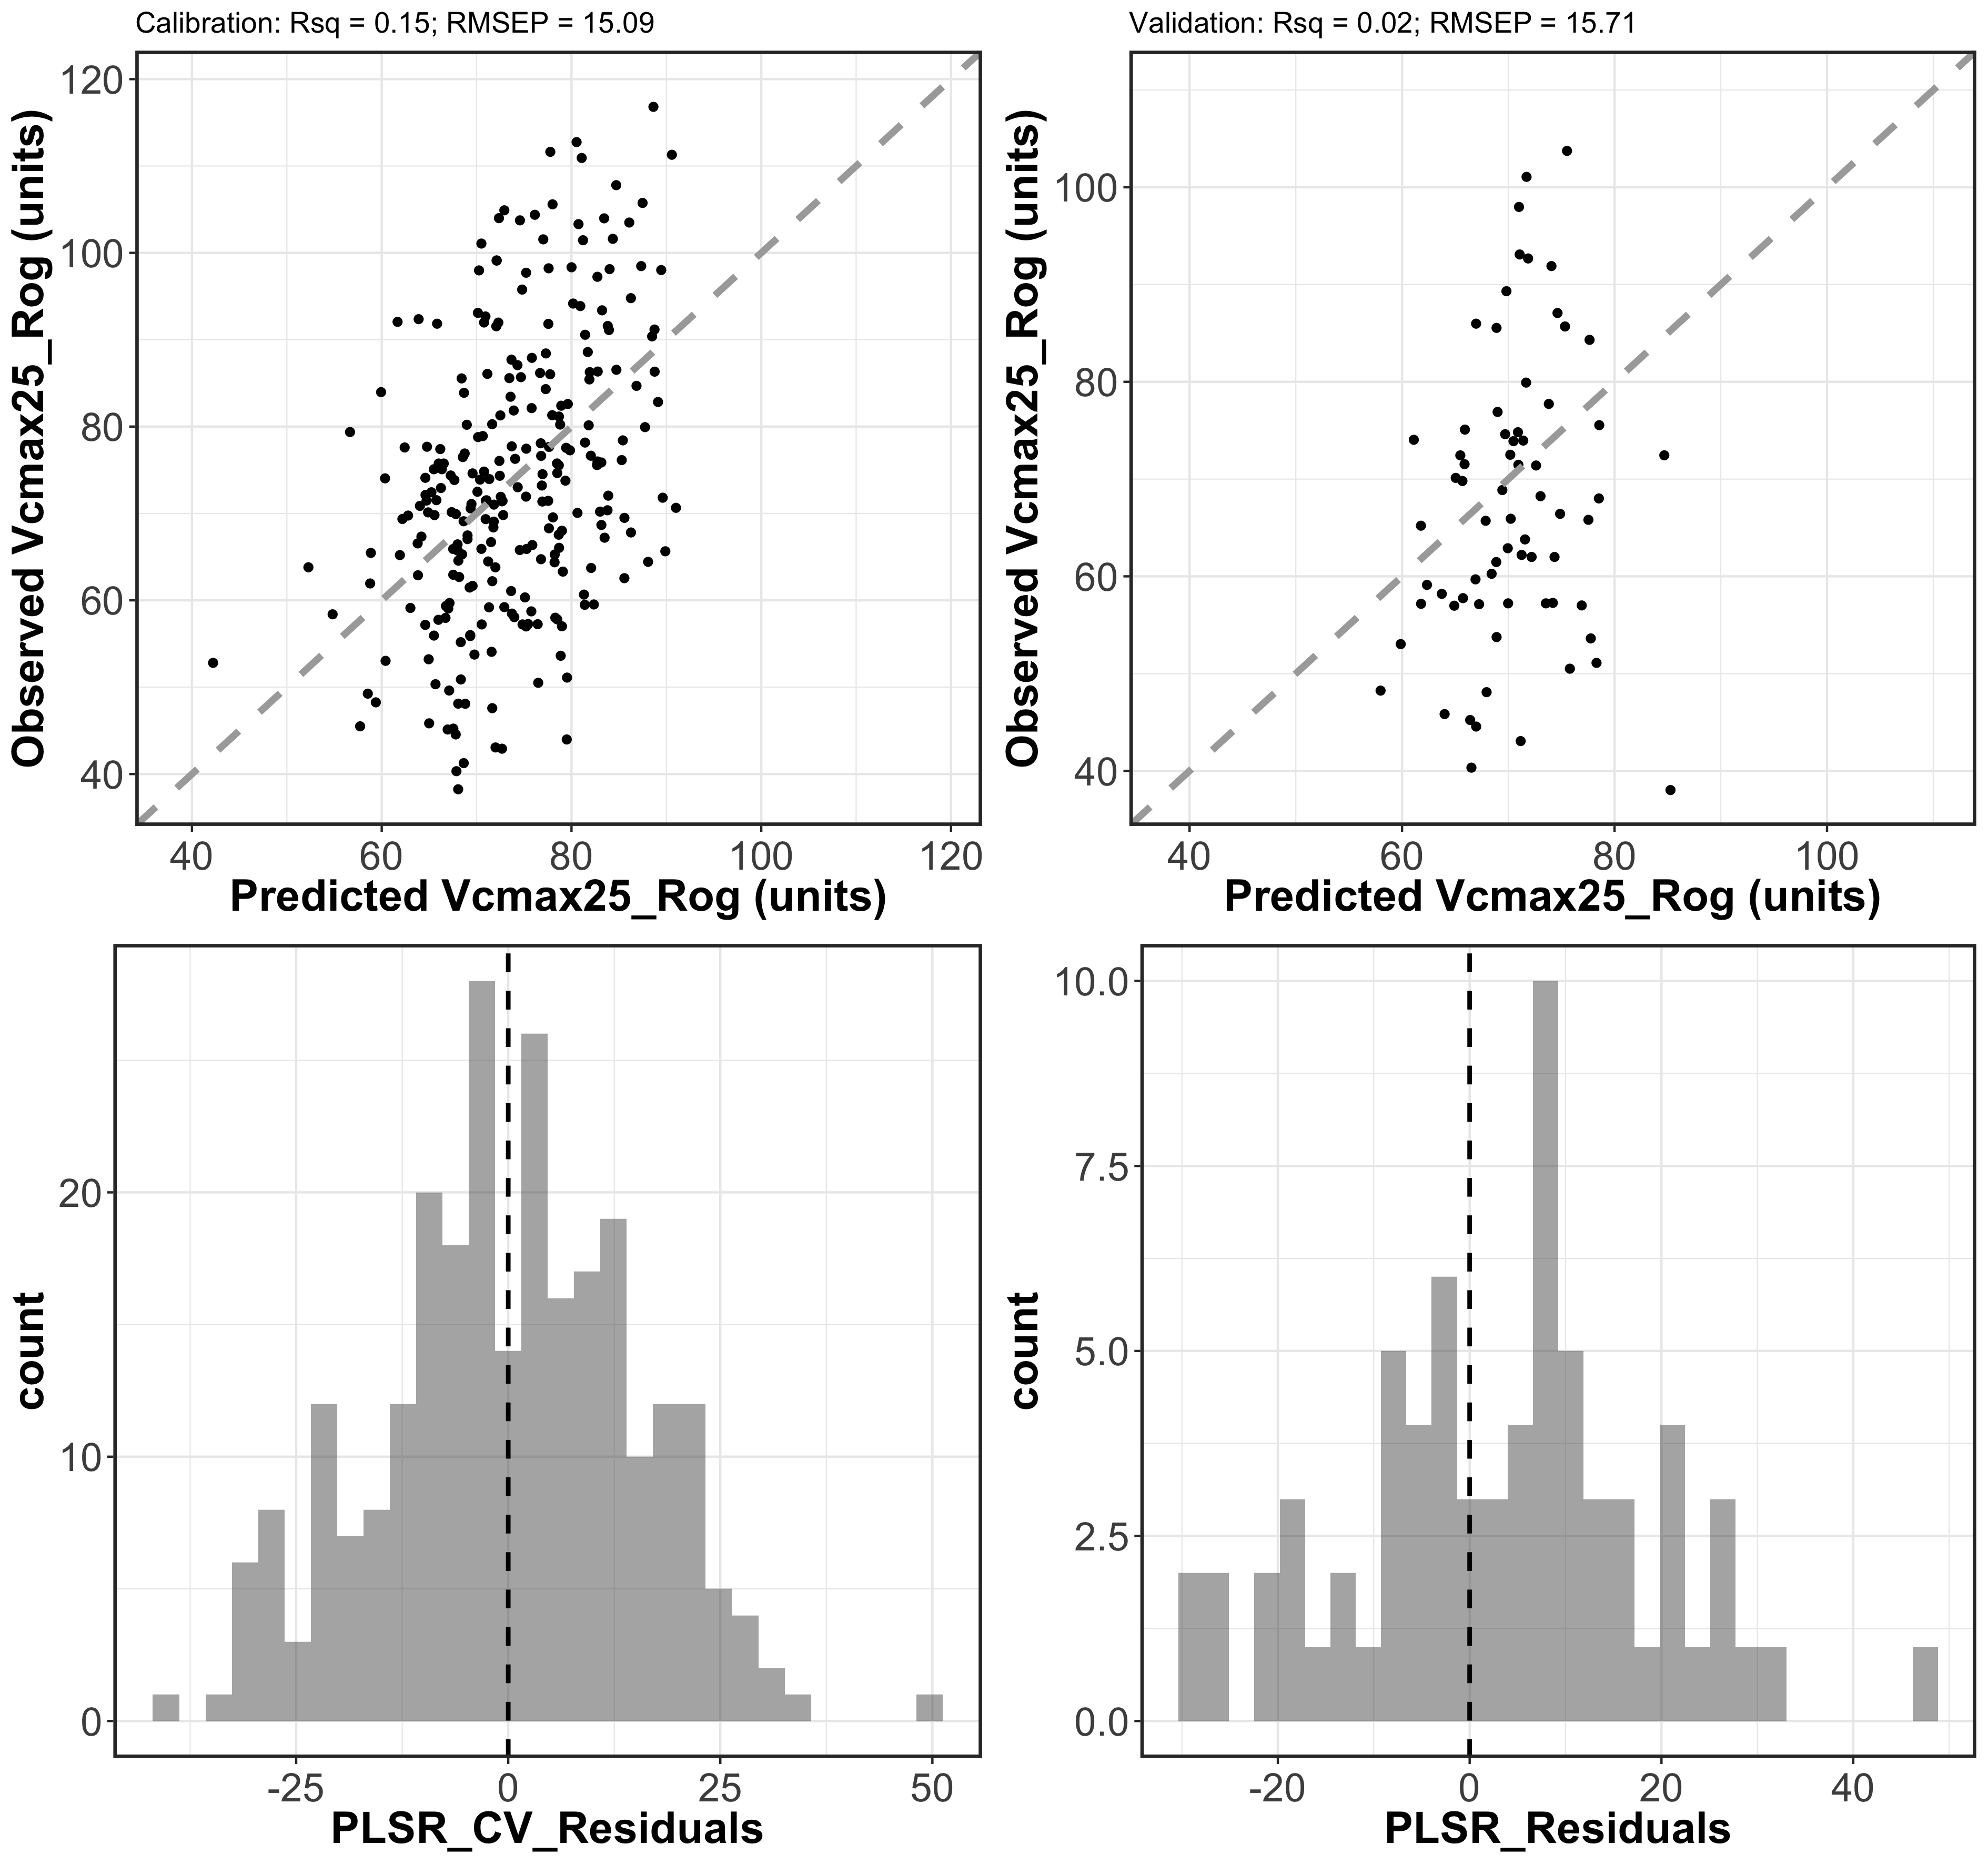 Calibration: Rsq = 0.15; RMSEP = 15.09
Observed Vcmax25_Rog (units)
120
100
80
60
40
40 60 80 100 120
Predicted Vcmax25_Rog (units)
Validation: Rsq = 0.02; RMSEP = 15.71
Observed Vcmax25_Rog (units)
100
80
60
40
40 60 80 100
Predicted Vcmax25_Rog (units)
count
20
10
0
-25 0 25 50
PLSR_CV_Residuals
count
10.0
7.5
5.0
2.5
0.0
-20 0 20 40
PLSR_Residuals